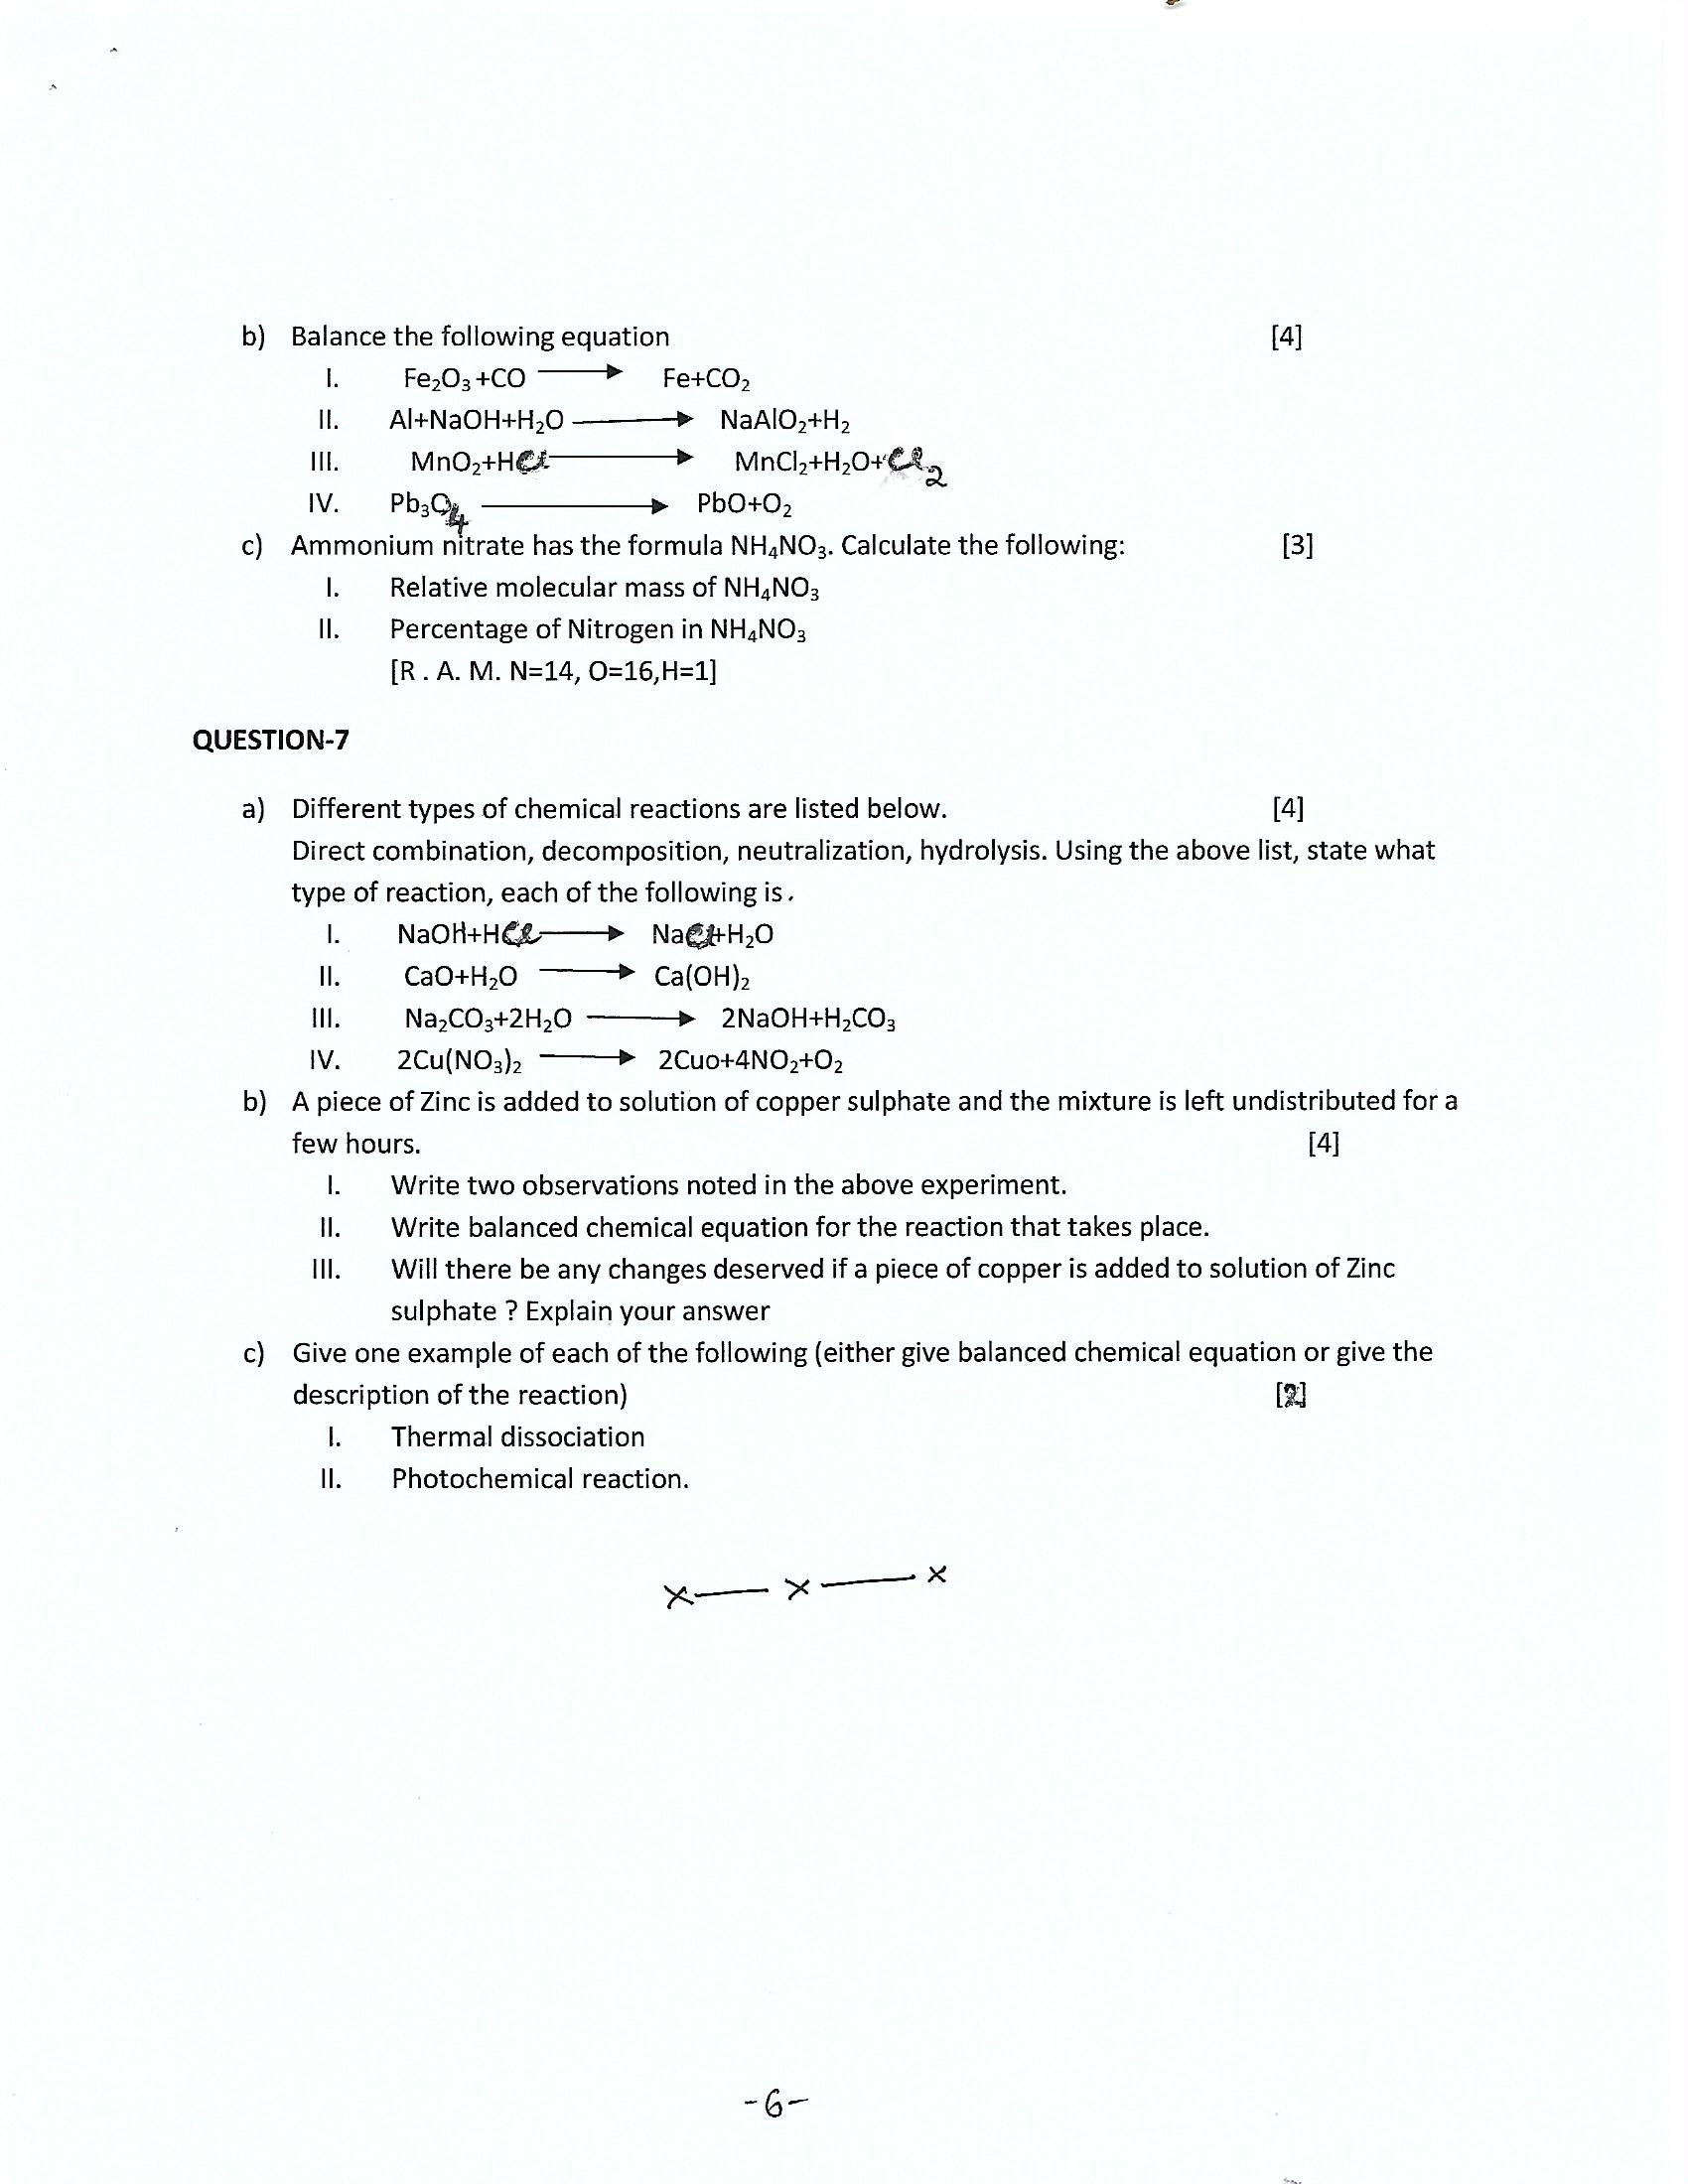 b) Balance the following equation [4]
I. Fe₂O₃+CO ⟶ Fe+CO₂
II. Al+NaOH+H₂O ⟶ NaAlO₂+H₂
III. MnO₂+HCl ⟶ MnCl₂+H₂O+Cl₂
IV. Pb₃O₄ ⟶ PbO+O₂
c) Ammonium nitrate has the formula NH₄NO₃. Calculate the following: [3]
I. Relative molecular mass of NH₄NO₃
II. Percentage of Nitrogen in NH₄NO₃
[R . A. M. N=14, O=16,H=1]
QUESTION-7
a) Different types of chemical reactions are listed below. [4]
Direct combination, decomposition, neutralization, hydrolysis. Using the above list, state what
type of reaction, each of the following is.
I. NaOH+HCl ⟶ NaCl+H₂O
II. CaO+H₂O ⟶ Ca(OH)₂
III. Na₂CO₃+2H₂O ⟶ 2NaOH+H₂CO₃
IV. 2Cu(NO₃)₂ ⟶ 2Cuo+4NO₂+O₂
b) A piece of Zinc is added to solution of copper sulphate and the mixture is left undistributed for a
few hours. [4]
I. Write two observations noted in the above experiment.
II. Write balanced chemical equation for the reaction that takes place.
III. Will there be any changes deserved if a piece of copper is added to solution of Zinc
sulphate ? Explain your answer
c) Give one example of each of the following (either give balanced chemical equation or give the
description of the reaction) [2]
I. Thermal dissociation
II. Photochemical reaction.
x — x — x
-6-